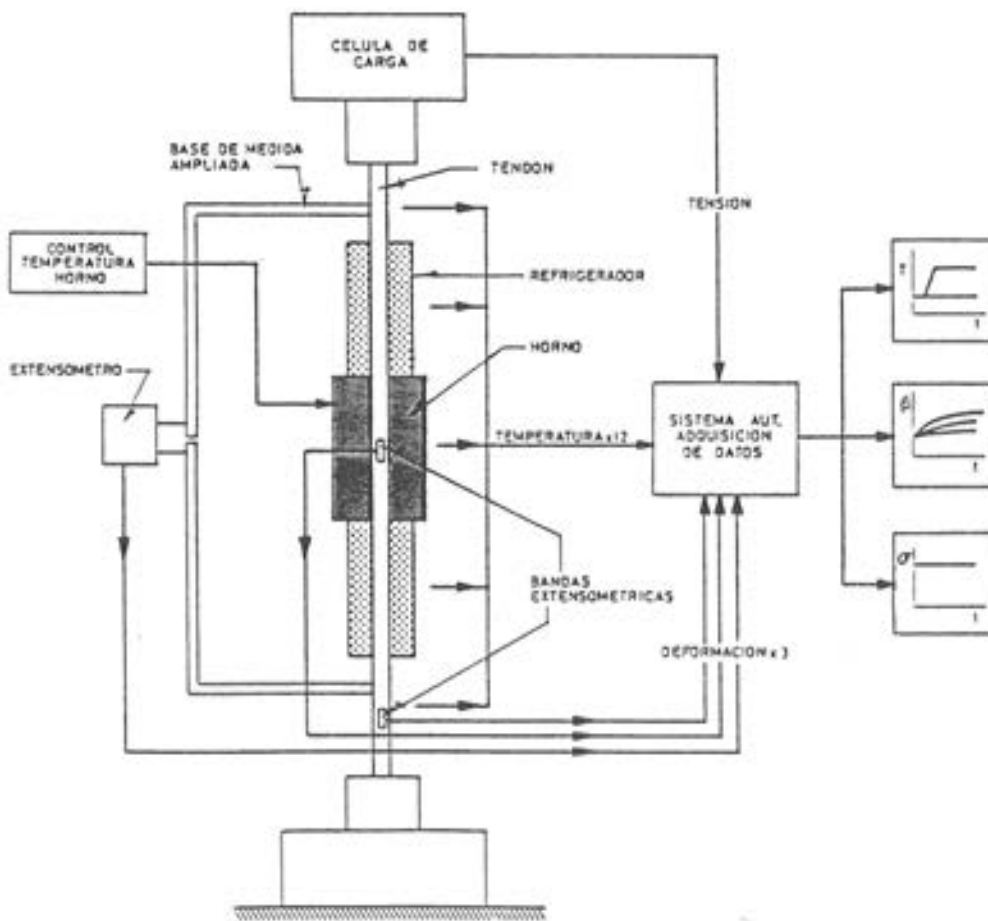 CELULA DE
CARGA
BASE DE MEDIDA
AMPLIADA
TENDON
TENSION
CONTROL
TEMPERATURA
HORNO
REFRIGERADOR
T
t
HORNO
EXTENSOMETRO
SISTEMA AUT.
ADQUISICION
DE DATOS
TEMPERATURA x12
β
t
BANDAS
EXTENSOMETRICAS
σ
t
DEFORMACION x 3